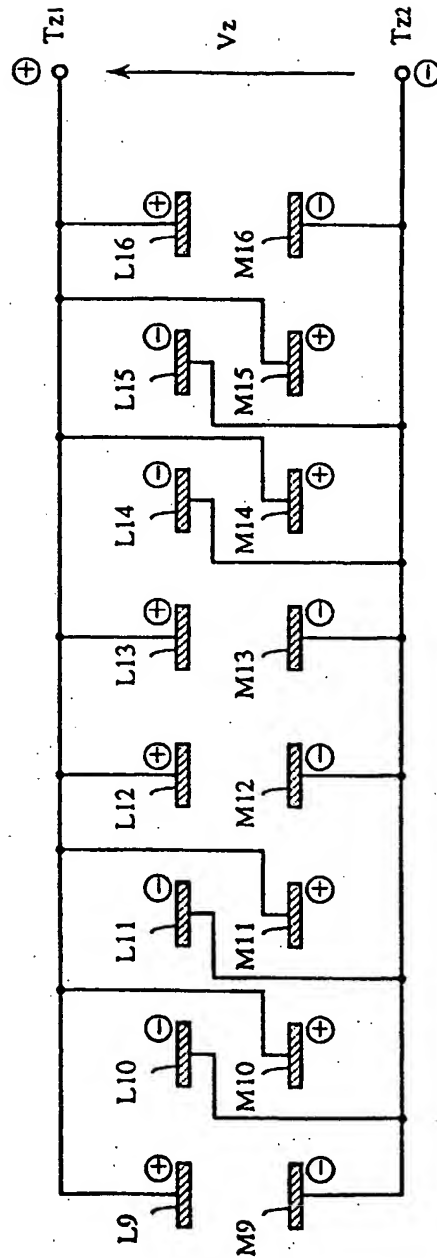 ⊕ ⊖
Tz1 Vz Tz2
L16 ⊕ M16 ⊖
L15 ⊖ M15 ⊕
L14 ⊖ M14 ⊕
L13 ⊕ M13 ⊖
L12 ⊕ M12 ⊖
L11 ⊖ M11 ⊕
L10 ⊖ M10 ⊕
L9 ⊕ M9 ⊖